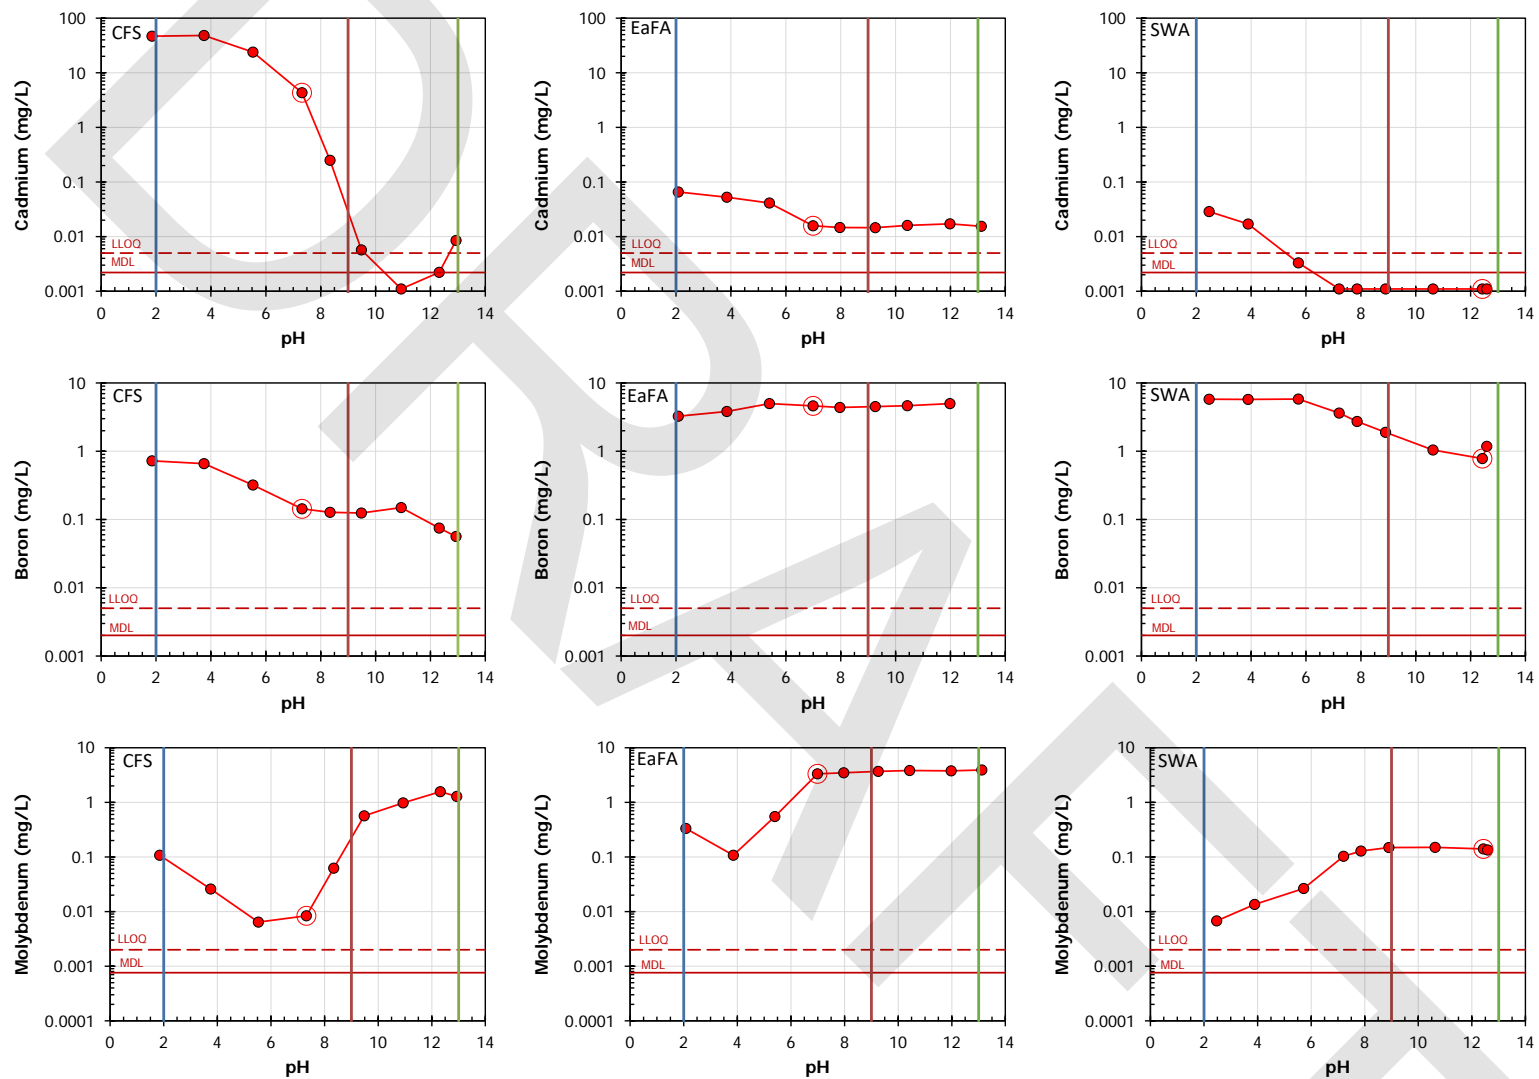 CFS
Cadmium (mg/L)
100
10
1
0.1
0.01
0.001
LLOQ
MDL
0 2 4 6 8 10 12 14
pH
EaFA
Cadmium (mg/L)
100
10
1
0.1
0.01
0.001
LLOQ
MDL
0 2 4 6 8 10 12 14
pH
SWA
Cadmium (mg/L)
100
10
1
0.1
0.01
0.001
LLOQ
MDL
0 2 4 6 8 10 12 14
pH
CFS
Boron (mg/L)
10
1
0.1
0.01
0.001
LLOQ
MDL
0 2 4 6 8 10 12 14
pH
EaFA
Boron (mg/L)
10
1
0.1
0.01
0.001
LLOQ
MDL
0 2 4 6 8 10 12 14
pH
SWA
Boron (mg/L)
10
1
0.1
0.01
0.001
LLOQ
MDL
0 2 4 6 8 10 12 14
pH
CFS
Molybdenum (mg/L)
10
1
0.1
0.01
0.001
0.0001
LLOQ
MDL
0 2 4 6 8 10 12 14
pH
EaFA
Molybdenum (mg/L)
10
1
0.1
0.01
0.001
0.0001
LLOQ
MDL
0 2 4 6 8 10 12 14
pH
SWA
Molybdenum (mg/L)
10
1
0.1
0.01
0.001
0.0001
LLOQ
MDL
0 2 4 6 8 10 12 14
pH
DRAFT